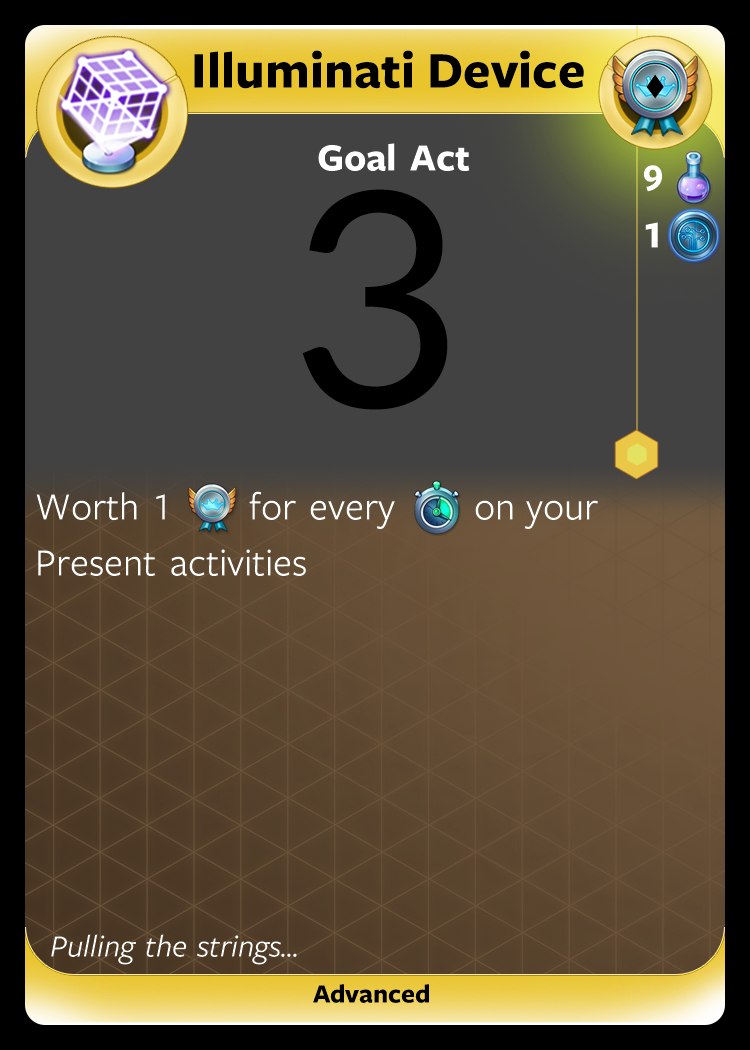 Illuminati Device
Goal Act
9
1
3
Worth 1 for every on your
Present activities
Pulling the strings...
Advanced